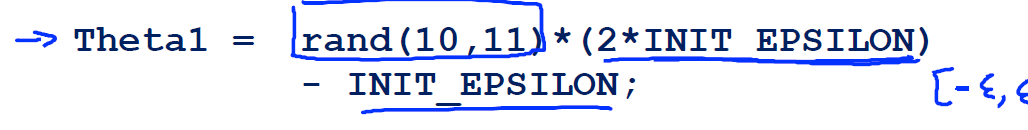 → Theta1 = rand(10,11)*(2*INIT_EPSILON)
- INIT_EPSILON; [-ε, ε